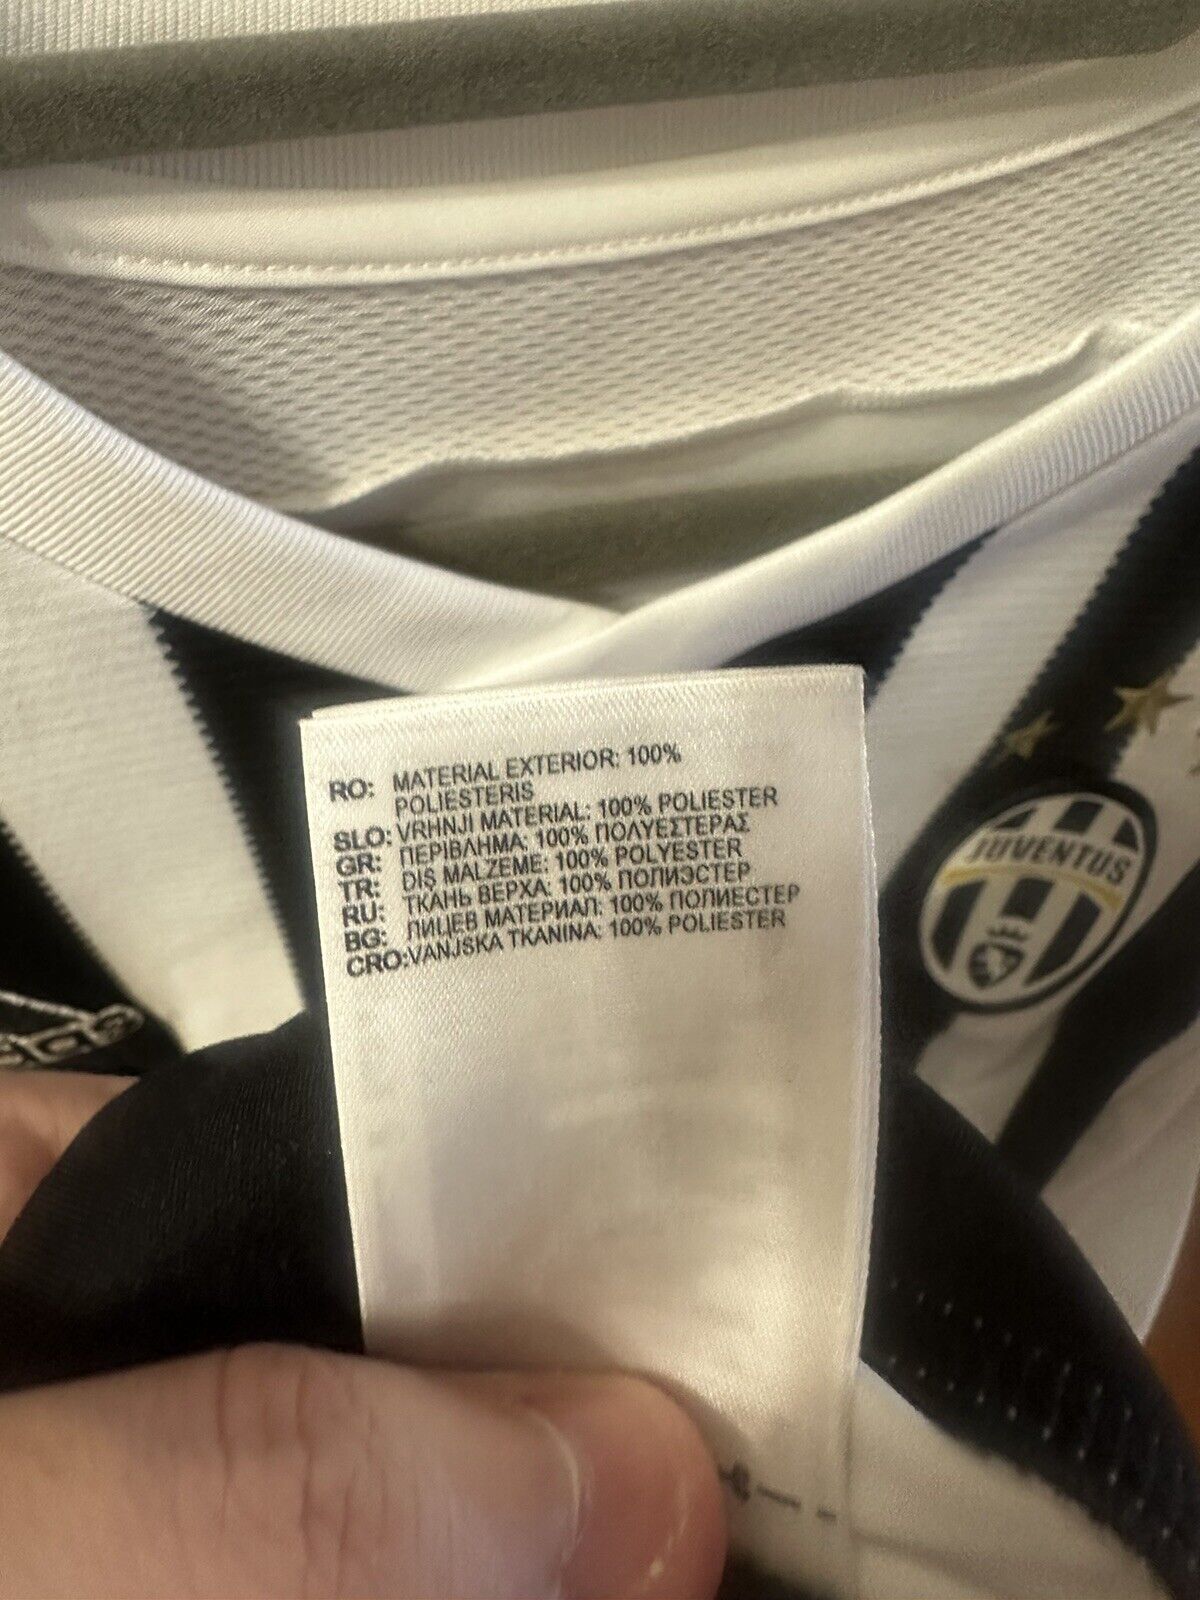 RO: MATERIAL EXTERIOR: 100%
POLIESTERIS
SLO: VRHNJI MATERIAL: 100% POLIESTER
GR: ΠΕΡΙΒΛΗΜΑ: 100% ΠΟΛΥΕΣΤΕΡΑΣ
TR: DIŞ MALZEME: 100% POLYESTER
RU: ТКАНЬ ВЕРХА: 100% ПОЛИЭСТЕР
BG: ЛИЦЕВ МАТЕРИАЛ: 100% ПОЛИЕСТЕР
CRO: VANJSKA TKANINA: 100% POLIESTER
JUVENTUS